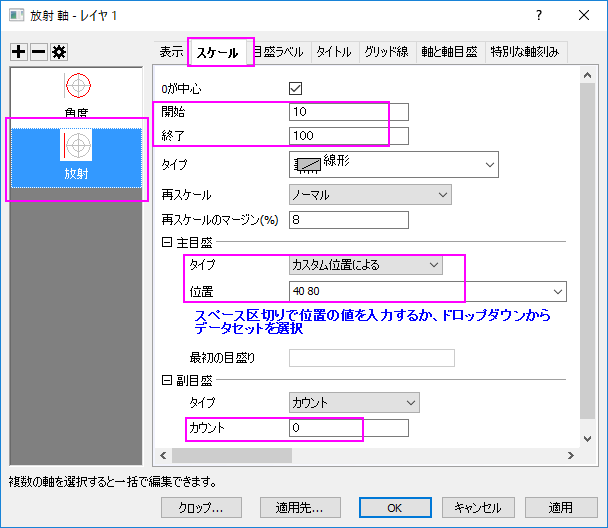 放射 軸 - レイヤ 1
表示 スケール 目盛ラベル タイトル グリッド線 軸と軸目盛 特別な軸刻み
角度
放射
0が中心
開始 10
終了 100
タイプ 線形
再スケール ノーマル
再スケールのマージン(%) 8
主目盛
タイプ カスタム位置による
位置 40 80
スペース区切りで位置の値を入力するか、ドロップダウンから
データセットを選択
最初の目盛り
副目盛
タイプ カウント
カウント 0
複数の軸を選択すると一括で編集できます。
クロップ... 適用先... OK キャンセル 適用